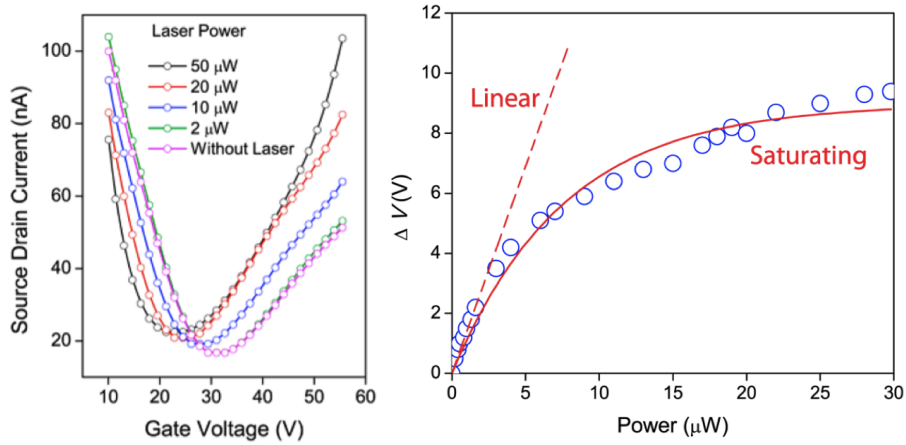 Laser Power
50 μW
20 μW
10 μW
2 μW
Without Laser
Source Drain Current (nA)
100
80
60
40
20
0 10 20 30 40 50 60
Gate Voltage (V)
Linear
Saturating
Δ V(V)
12
10
8
6
4
2
0
0 5 10 15 20 25 30
Power (μW)